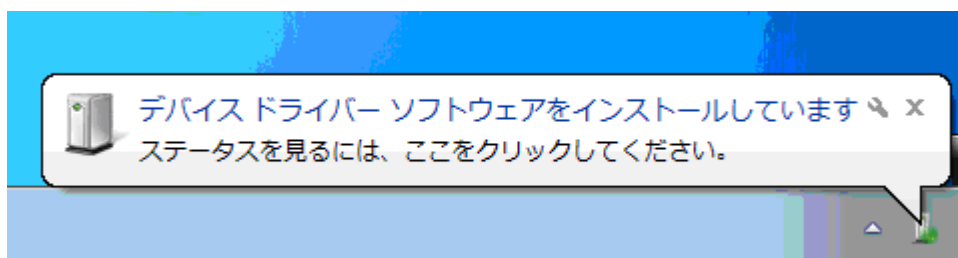 デバイス ドライバー ソフトウェアをインストールしています
ステータスを見るには、ここをクリックしてください。